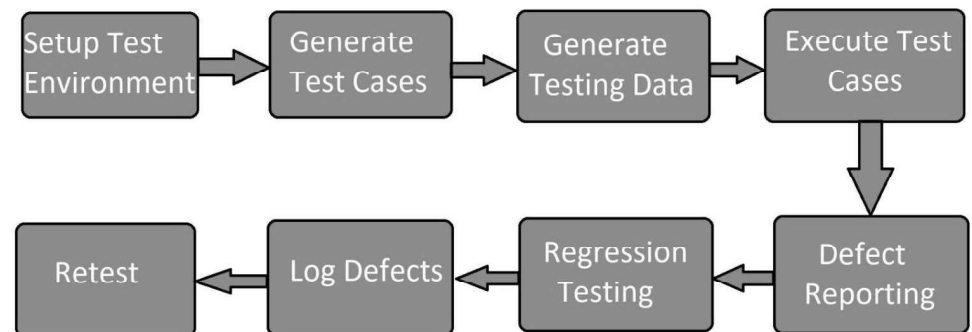 Setup Test
Environment
Generate
Test Cases
Generate
Testing Data
Execute Test
Cases
Defect
Reporting
Regression
Testing
Log Defects
Retest